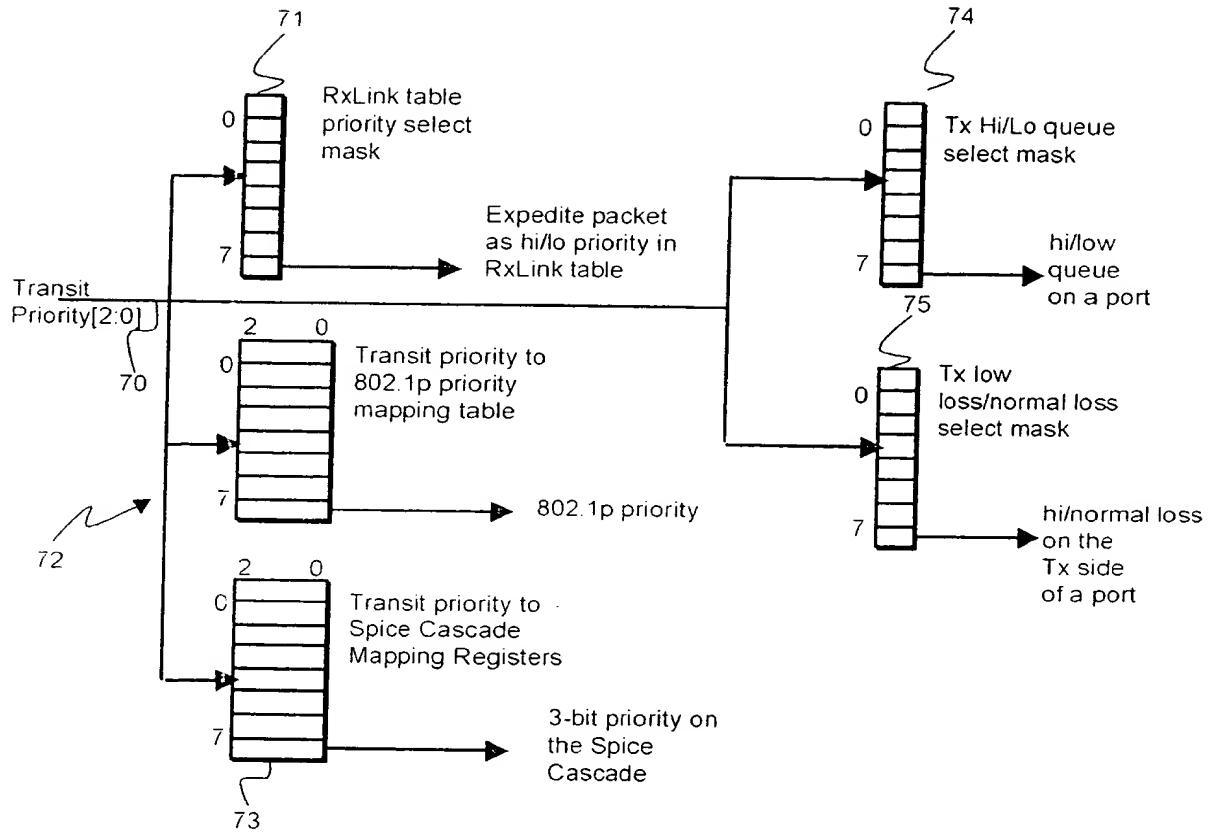 71
0
7
RxLink table
priority select
mask
Expedite packet
as hi/lo priority in
RxLink table
Transit
Priority[2:0]
70
2 0
0
7
Transit priority to
802.1p priority
mapping table
802.1p priority
72
2 0
0
7
Transit priority to
Spice Cascade
Mapping Registers
3-bit priority on
the Spice
Cascade
73
74
0
7
Tx Hi/Lo queue
select mask
hi/low
queue
on a port
75
0
7
Tx low
loss/normal loss
select mask
hi/normal loss
on the
Tx side
of a port